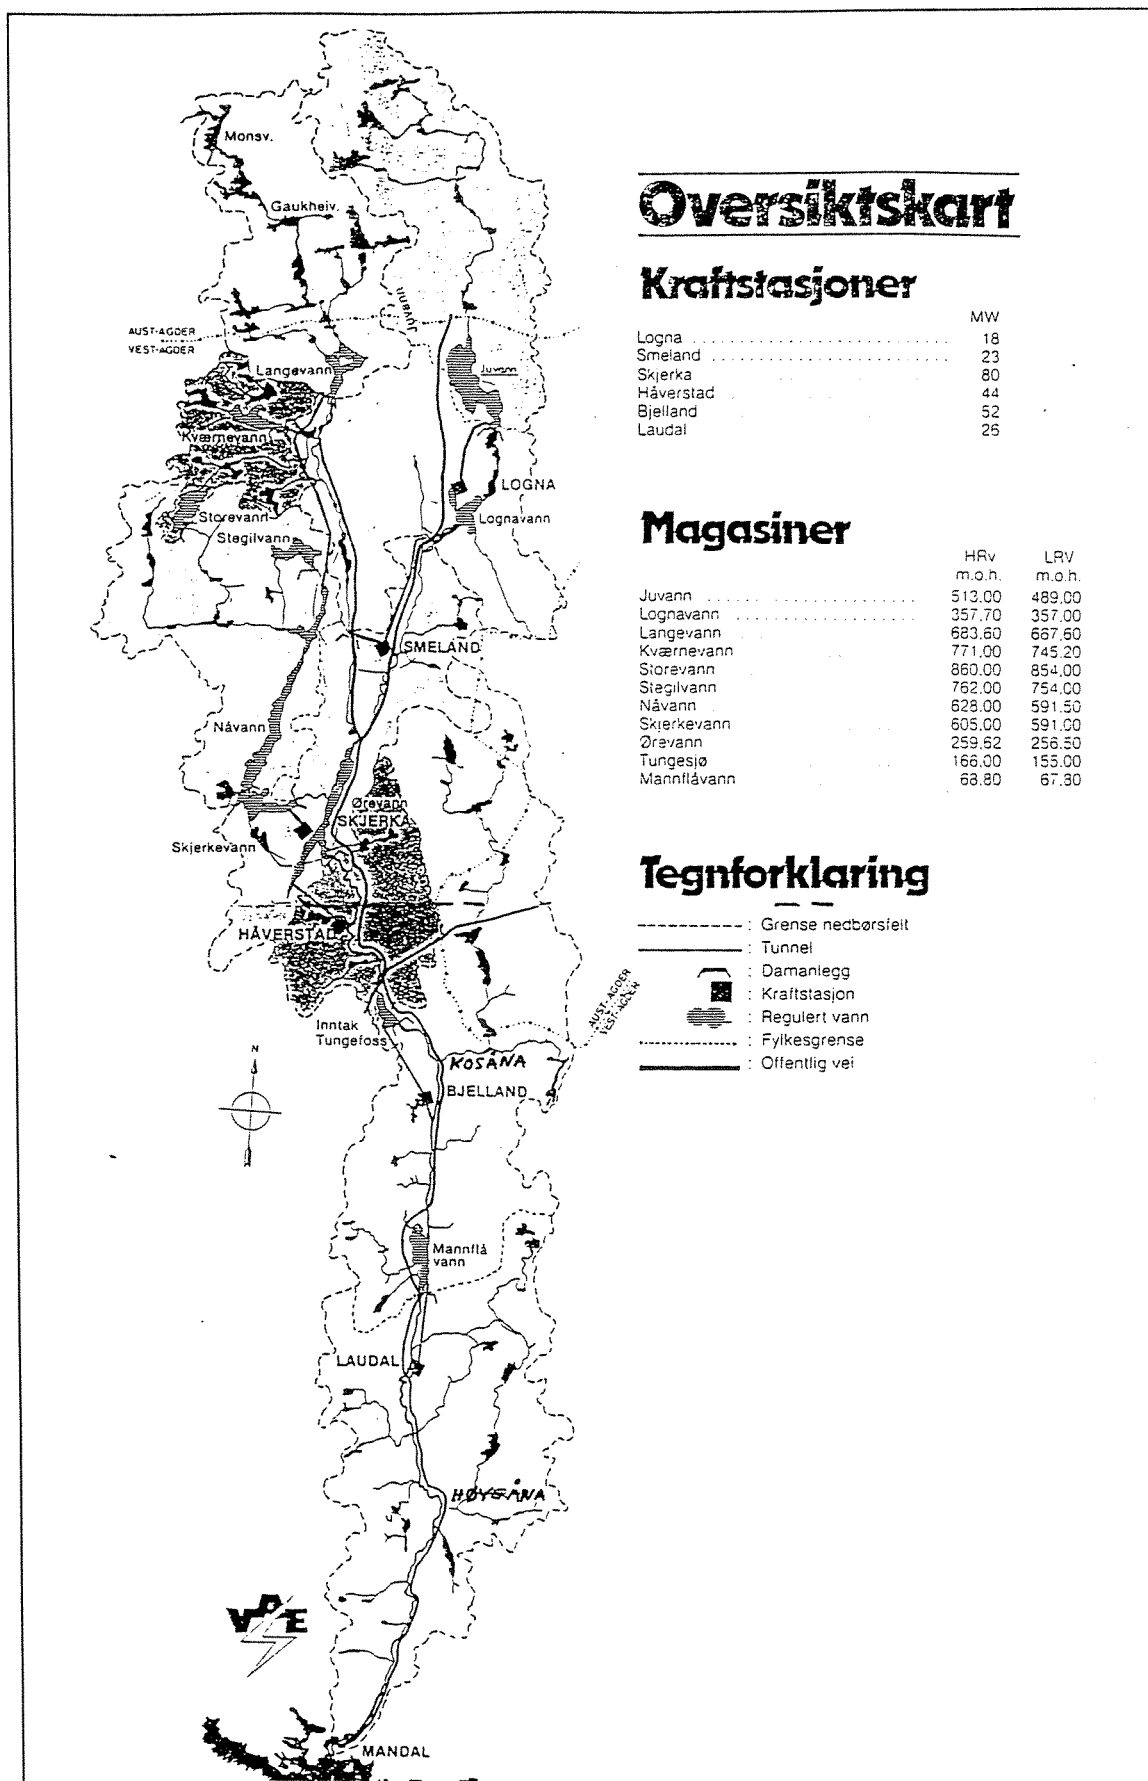 Monsv.
Gaukheiv.
JUVATN
AUST-AGDER
VEST-AGDER
Langevann
Juvann
Kværnevann
LOGNA
Storevann
Lognavann
Stegilvann
SMELAND
Nåvann
Ørevann
SKJERKA
Skjerkevann
HÅVERSTAD
AUST-AGDER
VEST-AGDER
Inntak
Tungefoss
KOSÅNA
N
BJELLAND
Mannflå
vann
LAUDAL
HØYEÅNA
VAE
MANDAL
Oversiktskart
Kraftstasjoner
MW
Logna 18
Smeland 23
Skjerka 80
Håverstad 44
Bjelland 52
Laudal 26
Magasiner
HRv LRV
m.o.h. m.o.h.
Juvann 513,00 489,00
Lognavann 357,70 357,00
Langevann 683,60 667,60
Kværnevann 771,00 745,20
Storevann 860,00 854,00
Stegilvann 762,00 754,00
Nåvann 628,00 591,50
Skjerkevann 605,00 591,00
Ørevann 259,62 256,50
Tungesjø 166,00 155,00
Mannflåvann 68,80 67,30
Tegnforklaring
: Grense nedbørsfelt
: Tunnel
: Damanlegg
: Kraftstasjon
: Regulert vann
: Fylkesgrense
: Offentlig vei